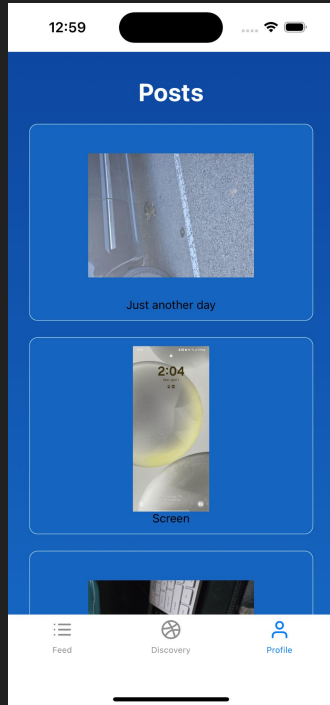 12:59
Posts
Just another day
2:04
Screen
Feed
Discovery
Profile